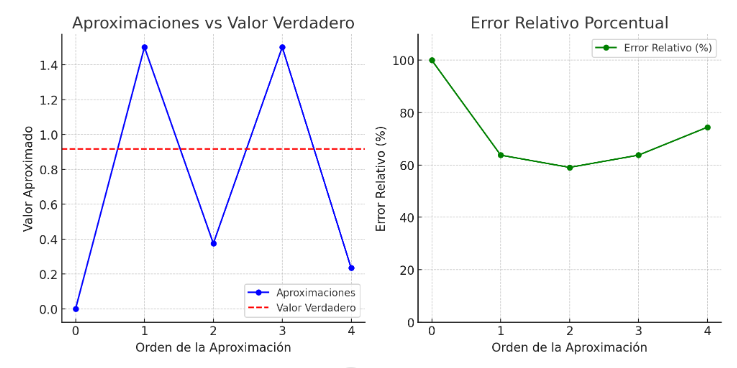 Aproximaciones vs Valor Verdadero
Valor Aproximado
1.4
1.2
1.0
0.8
0.6
0.4
0.2
0.0
0 1 2 3 4
Orden de la Aproximación
Aproximaciones
Valor Verdadero
Error Relativo Porcentual
Error Relativo (%)
100
80
60
40
20
0
0 1 2 3 4
Orden de la Aproximación
Error Relativo (%)